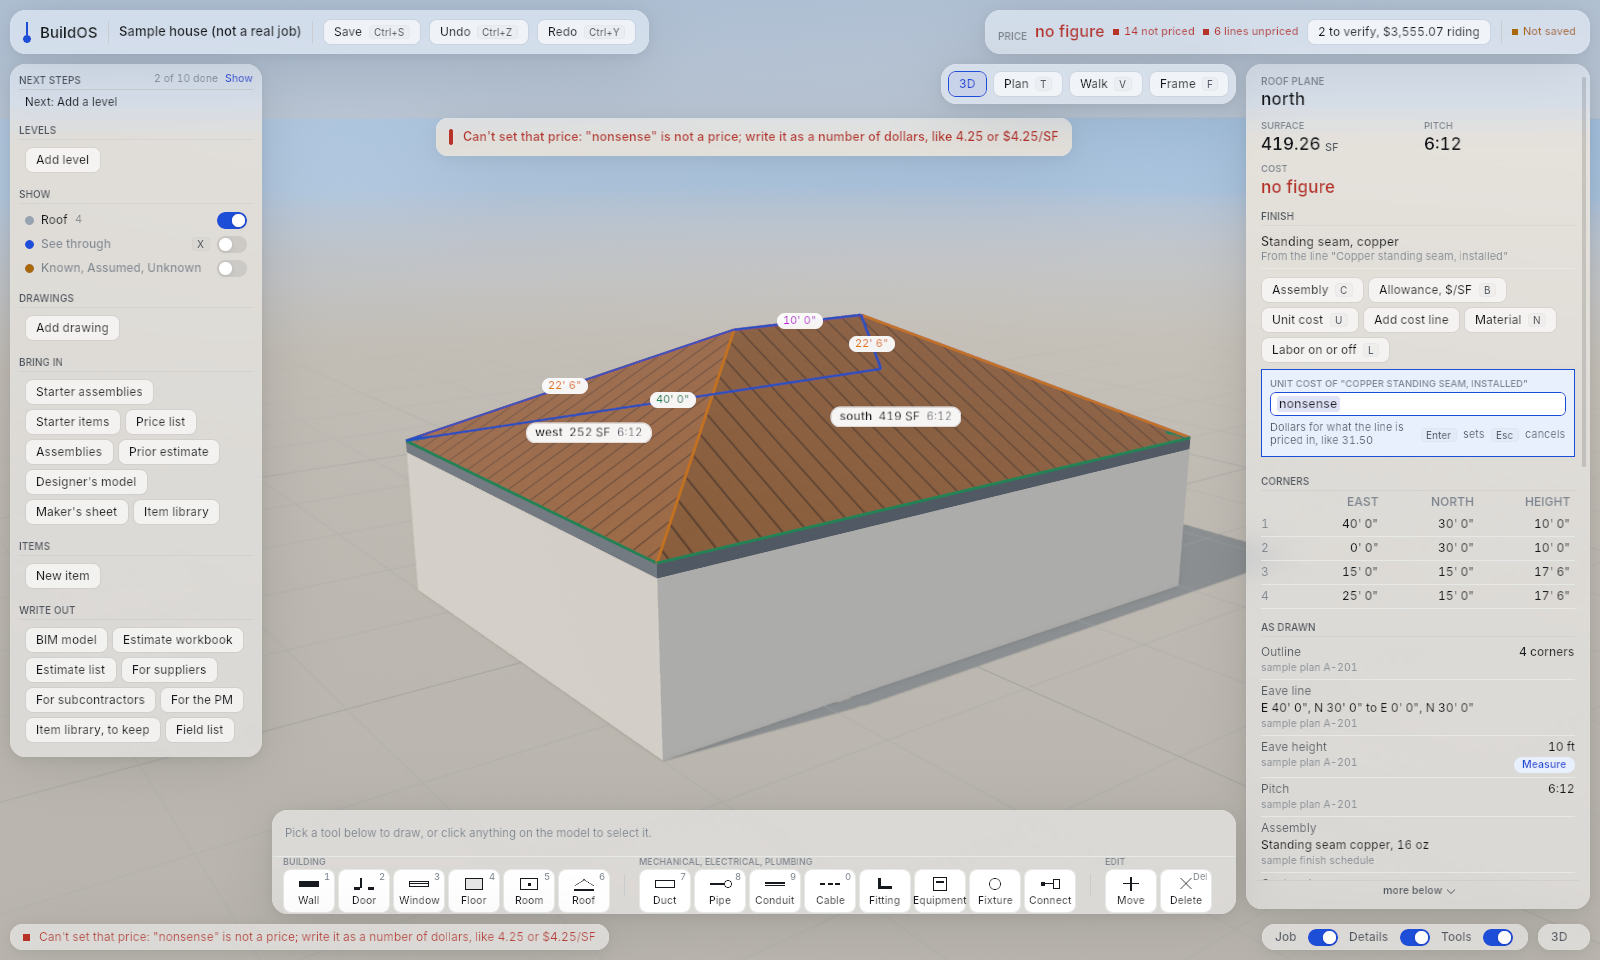 BuildOS
Sample house (not a real job)
Save Ctrl+S
Undo Ctrl+Z
Redo Ctrl+Y
PRICE no figure 14 not priced 6 lines unpriced 2 to verify, $3,555.07 riding Not saved
NEXT STEPS 2 of 10 done Show
Next: Add a level
LEVELS
Add level
SHOW
Roof 4
See through X
Known, Assumed, Unknown
DRAWINGS
Add drawing
BRING IN
Starter assemblies
Starter items Price list
Assemblies Prior estimate
Designer's model
Maker's sheet Item library
ITEMS
New item
WRITE OUT
BIM model Estimate workbook
Estimate list For suppliers
For subcontractors For the PM
Item library, to keep Field list
3D Plan T Walk V Frame F
Can't set that price: "nonsense" is not a price; write it as a number of dollars, like 4.25 or $4.25/SF
10' 0"
22' 6"
22' 6"
40' 0"
south 419 SF 6:12
west 252 SF 6:12
ROOF PLANE
north
SURFACE PITCH
419.26 SF 6:12
COST
no figure
FINISH
Standing seam, copper
From the line "Copper standing seam, installed"
Assembly C Allowance, $/SF B
Unit cost U Add cost line Material N
Labor on or off L
UNIT COST OF "COPPER STANDING SEAM, INSTALLED"
nonsense
Dollars for what the line is
priced in, like 31.50
Enter sets Esc cancels
CORNERS
EAST NORTH HEIGHT
1 40' 0" 30' 0" 10' 0"
2 0' 0" 30' 0" 10' 0"
3 15' 0" 15' 0" 17' 6"
4 25' 0" 15' 0" 17' 6"
AS DRAWN
Outline 4 corners
sample plan A-201
Eave line
E 40' 0", N 30' 0" to E 0' 0", N 30' 0"
sample plan A-201
Eave height 10 ft
sample plan A-201 Measure
Pitch 6:12
sample plan A-201
Assembly
Standing seam copper, 16 oz
sample finish schedule
more below
Pick a tool below to draw, or click anything on the model to select it.
BUILDING MECHANICAL, ELECTRICAL, PLUMBING EDIT
1 2 3 4 5 6 7 8 9 0 Del
Wall Door Window Floor Room Roof Duct Pipe Conduit Cable Fitting Equipment Fixture Connect Move Delete
Can't set that price: "nonsense" is not a price; write it as a number of dollars, like 4.25 or $4.25/SF
Job Details Tools 3D